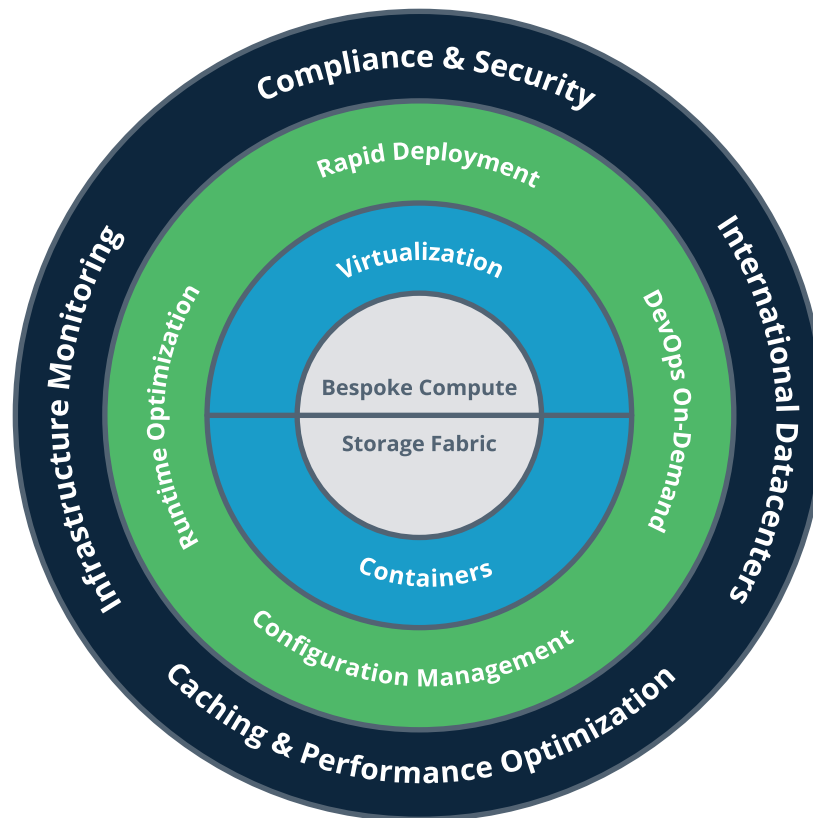 Compliance & Security
Rapid Deployment
Virtualization
Infrastructure Monitoring
Runtime Optimization
Bespoke Compute
Storage Fabric
DevOps On-Demand
International Datacenters
Containers
Configuration Management
Caching & Performance Optimization